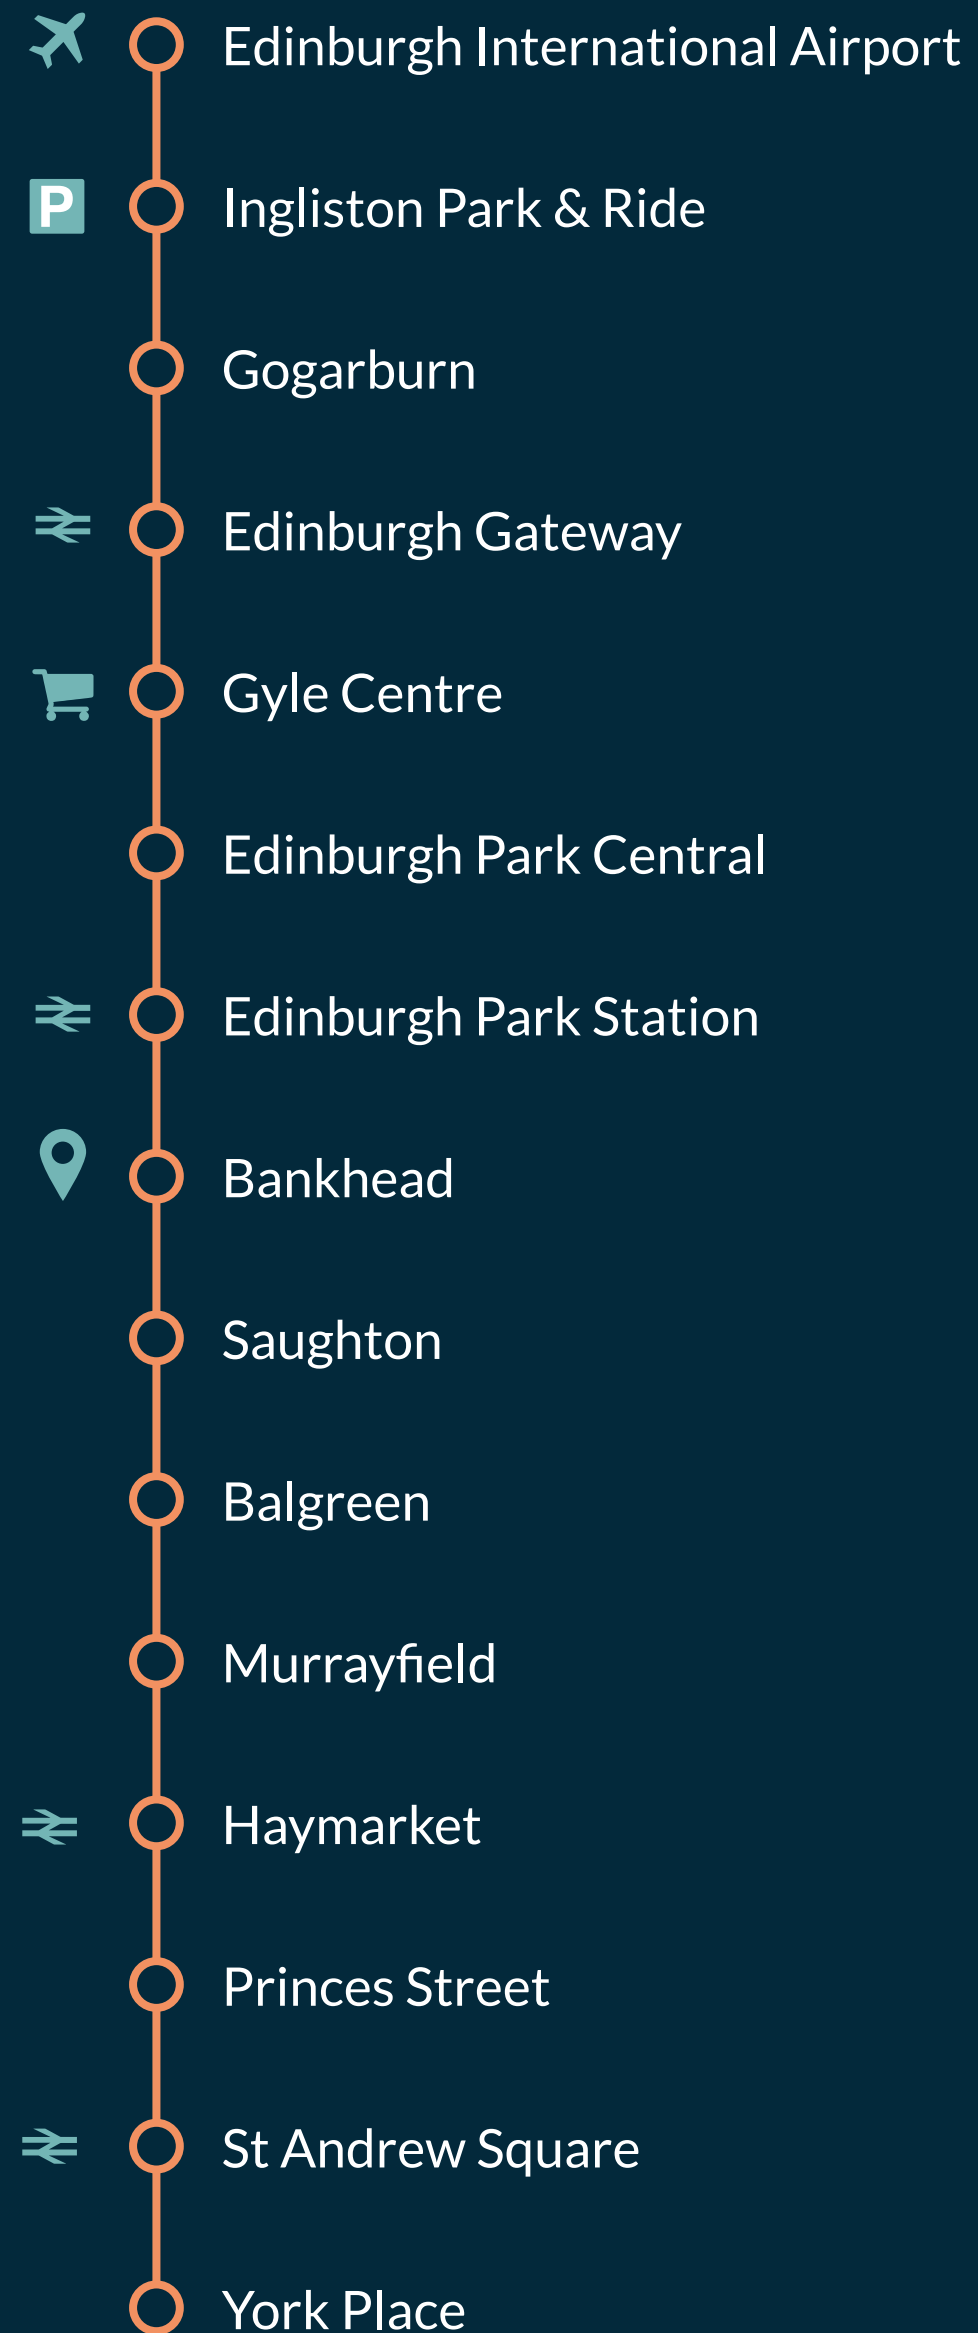 Edinburgh International Airport
P
Ingliston Park & Ride
Gogarburn
Edinburgh Gateway
Gyle Centre
Edinburgh Park Central
Edinburgh Park Station
Bankhead
Saughton
Balgreen
Murrayfield
Haymarket
Princes Street
St Andrew Square
York Place